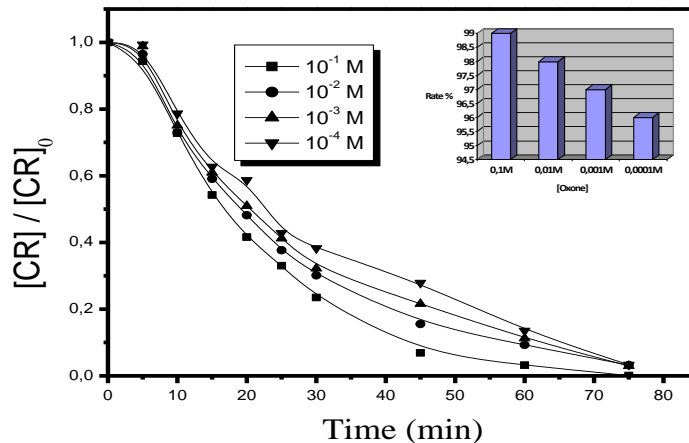 1,0
0,8
0,6
0,4
0,2
0,0
[CR] / [CR]₀
0 10 20 30 40 50 60 70 80
Time (min)
10⁻¹ M
10⁻² M
10⁻³ M
10⁻⁴ M
99
98,5
98
97,5
97
96,5
96
95,5
95
94,5
Rate %
0,1M 0,01M 0,001M 0,0001M
[Oxone]